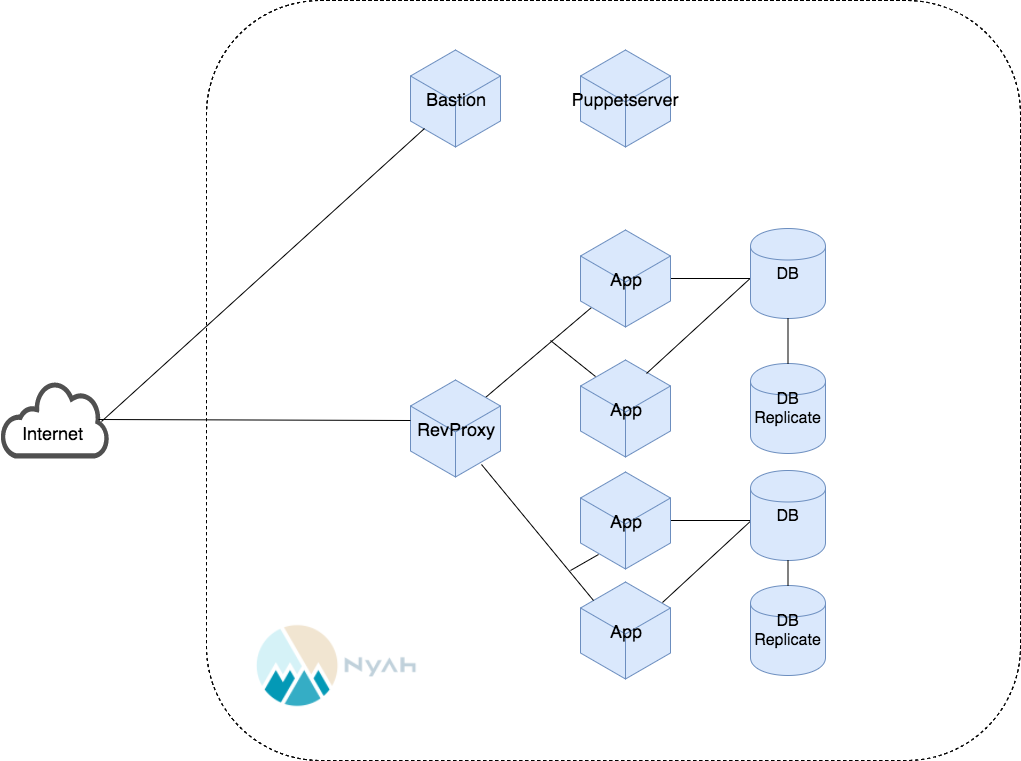 Bastion
Puppetserver
App
DB
App
DB
Replicate
Internet
RevProxy
App
DB
App
DB
Replicate
Nyah